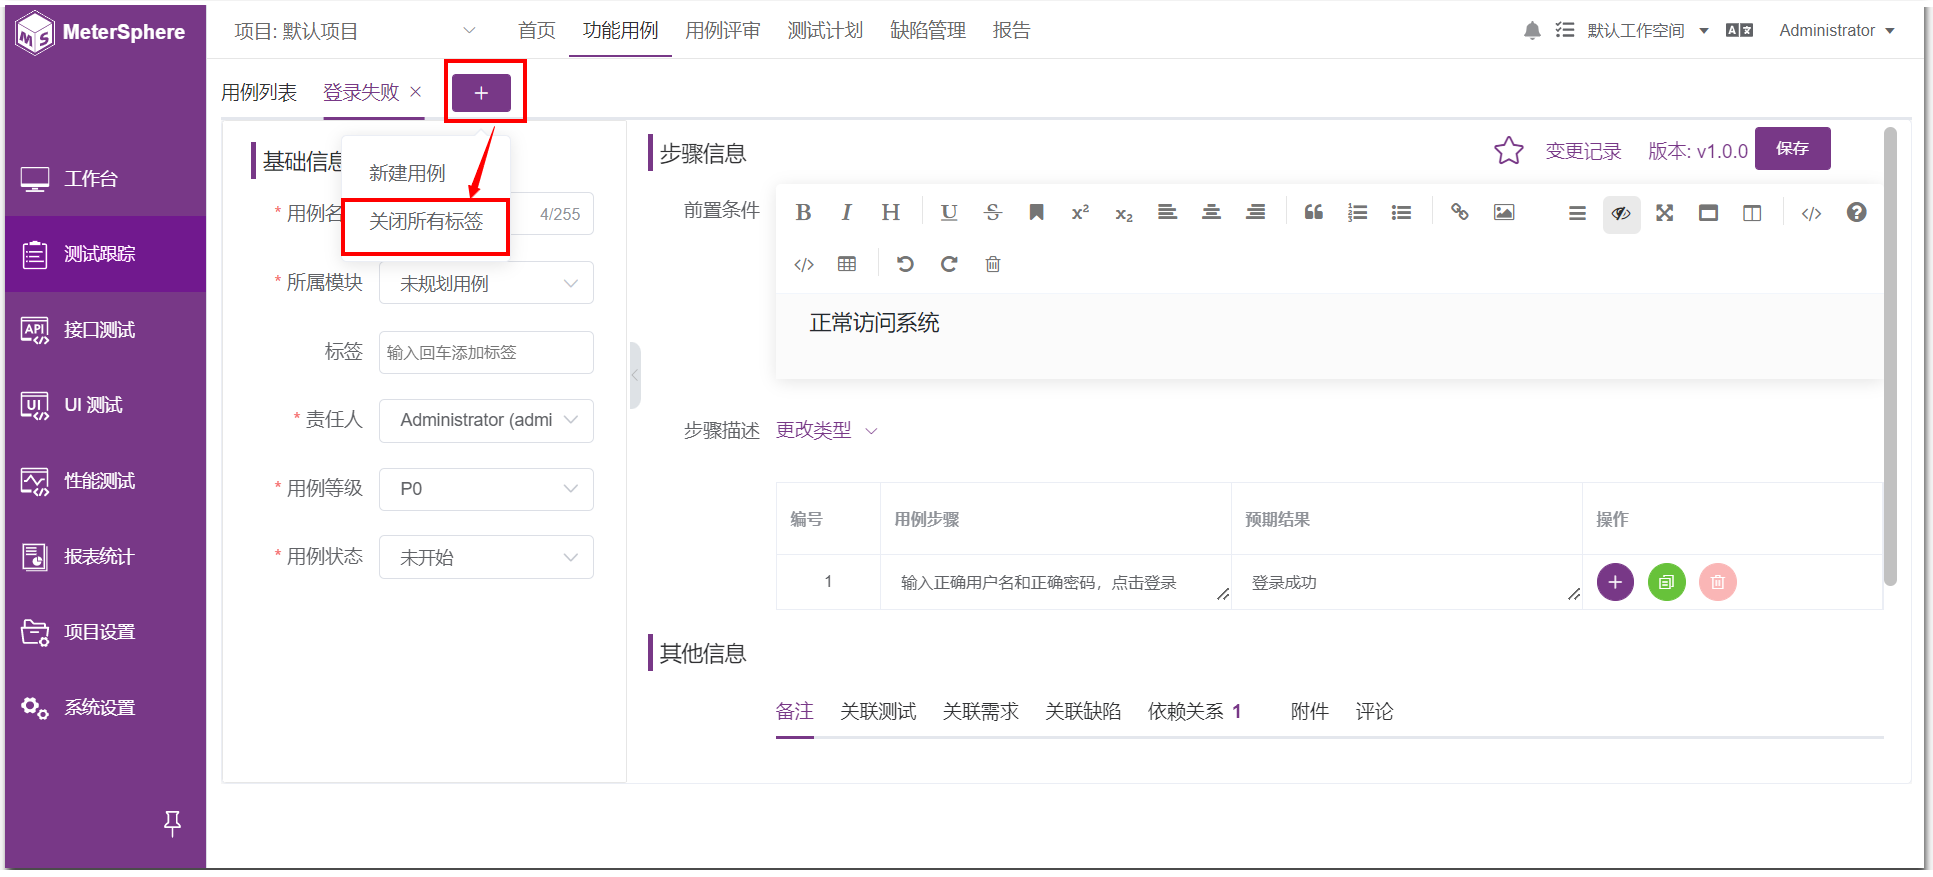 MeterSphere
项目: 默认项目
首页
功能用例
用例评审
测试计划
缺陷管理
报告
默认工作空间
Administrator
用例列表
登录失败
新建用例
关闭所有标签
工作台
测试跟踪
接口测试
UI 测试
性能测试
报表统计
项目设置
系统设置
基础信息
* 用例名
4/255
* 所属模块
未规划用例
标签
输入回车添加标签
* 责任人
Administrator (admi
* 用例等级
P0
* 用例状态
未开始
步骤信息
变更记录
版本: v1.0.0
保存
前置条件
正常访问系统
步骤描述
更改类型
编号
用例步骤
预期结果
操作
1
输入正确用户名和正确密码，点击登录
登录成功
其他信息
备注
关联测试
关联需求
关联缺陷
依赖关系 1
附件
评论